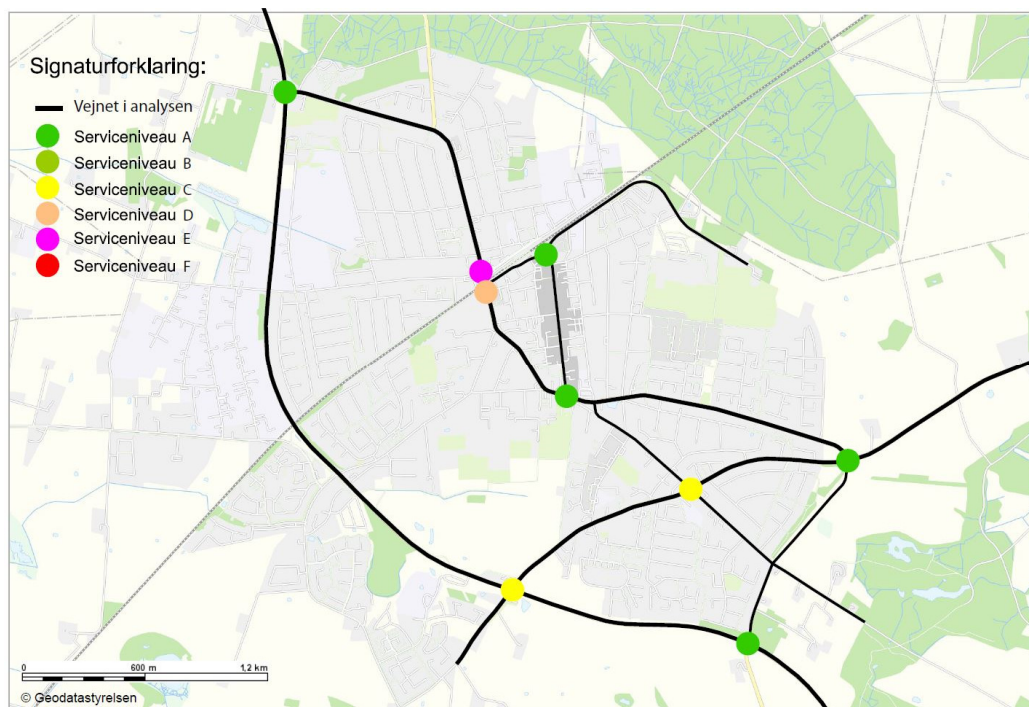 Signaturforklaring:
Vejnet i analysen
Serviceniveau A
Serviceniveau B
Serviceniveau C
Serviceniveau D
Serviceniveau E
Serviceniveau F
0 600 m 1,2 km
© Geodatastyrelsen